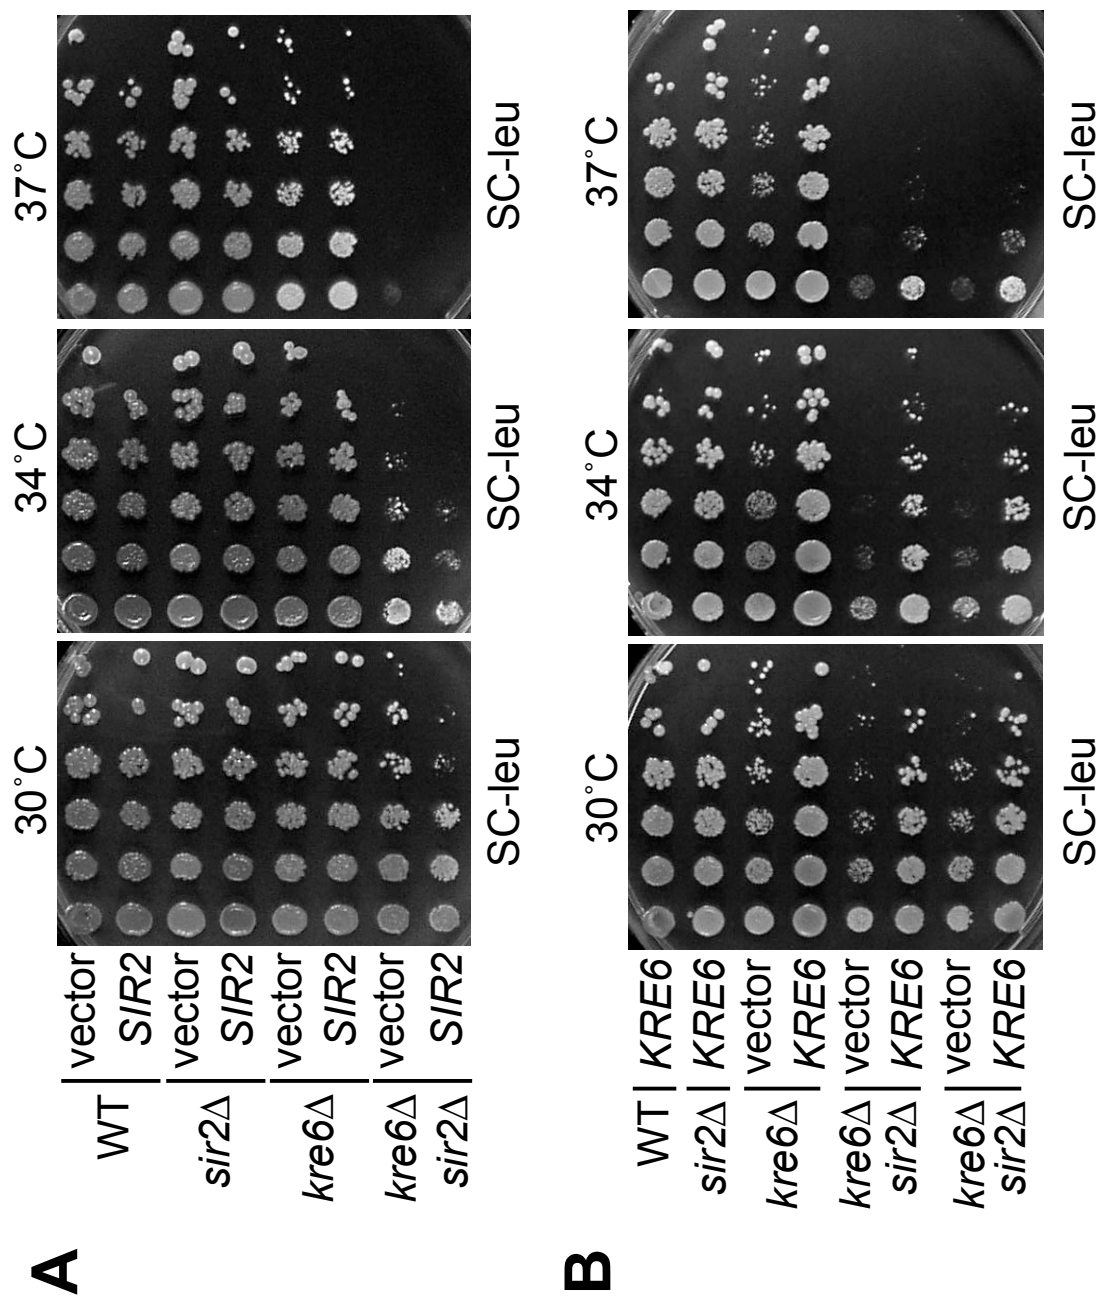 A
30°C
34°C
37°C
WT
vector
SIR2
sir2Δ
vector
SIR2
kre6Δ
vector
SIR2
kre6Δ
sir2Δ
vector
SIR2
SC-leu
SC-leu
SC-leu
B
30°C
34°C
37°C
WT
KRE6
sir2Δ
KRE6
kre6Δ
vector
KRE6
kre6Δ
sir2Δ
vector
KRE6
kre6Δ
sir2Δ
vector
KRE6
SC-leu
SC-leu
SC-leu